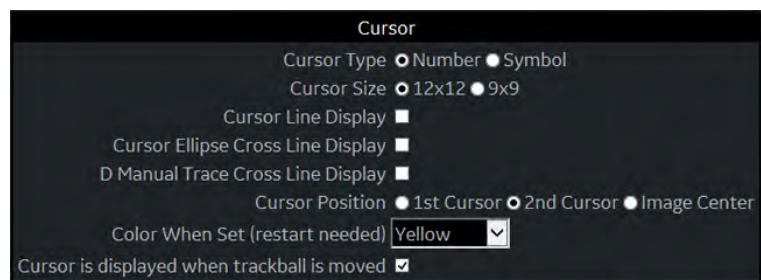 Cursor
Cursor Type Number Symbol
Cursor Size 12x12 9x9
Cursor Line Display
Cursor Ellipse Cross Line Display
D Manual Trace Cross Line Display
Cursor Position 1st Cursor 2nd Cursor Image Center
Color When Set (restart needed) Yellow
Cursor is displayed when trackball is moved